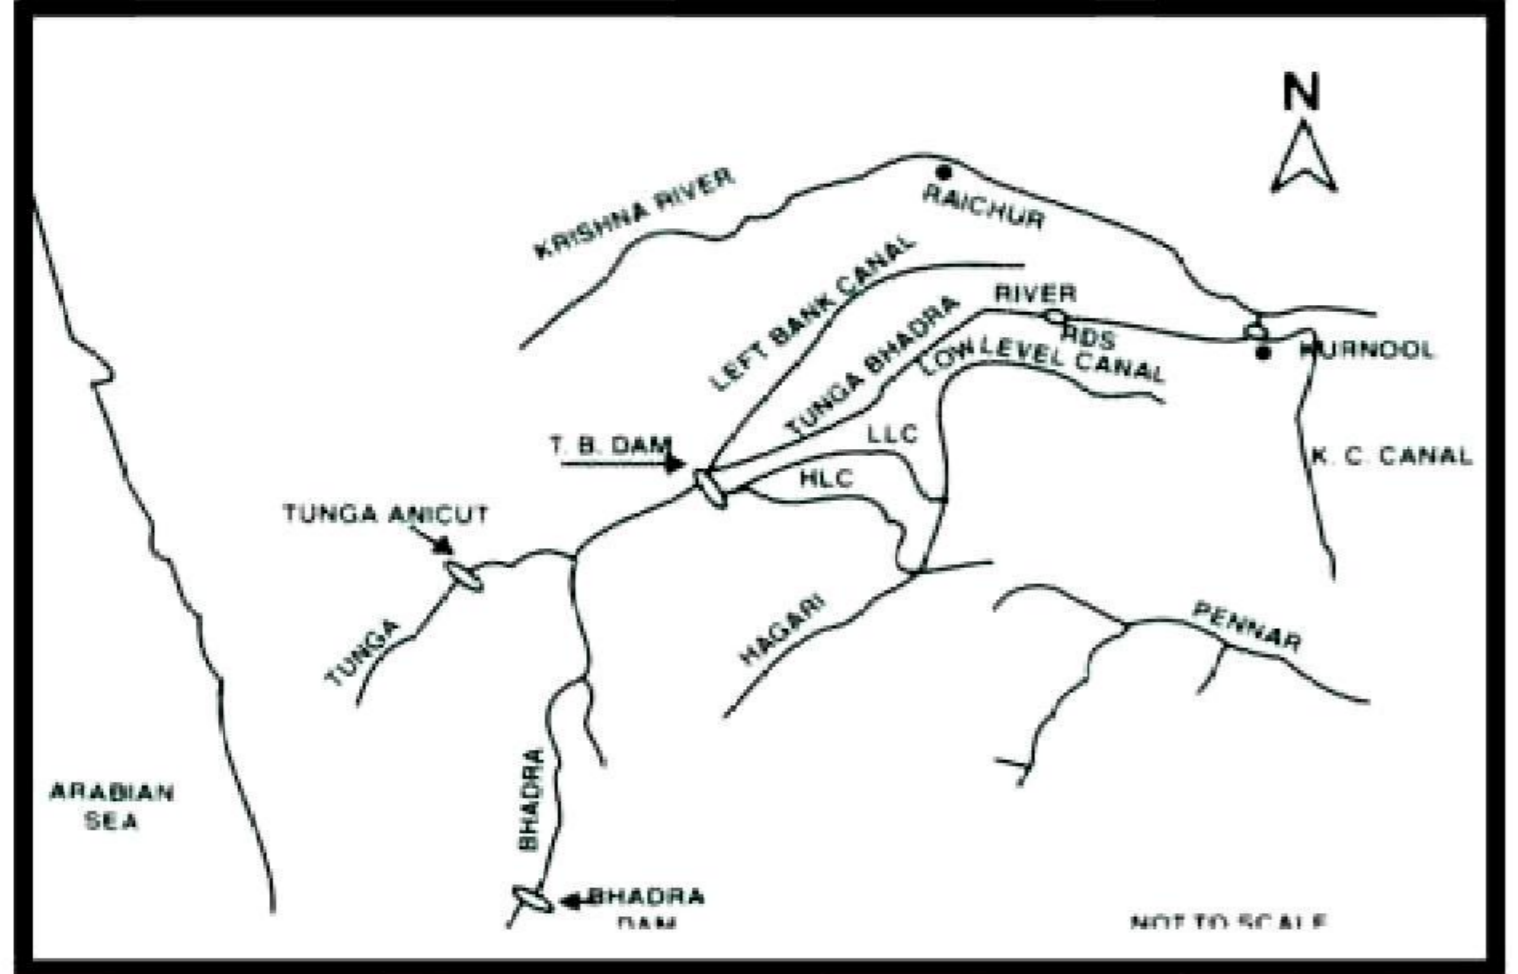 N
KRISHNA RIVER
RAICHUR
LEFT BANK CANAL
RIVER
TUNGA BHADRA
RDS
LOW LEVEL CANAL
KURNOOL
T. B. DAM
LLC
K. C. CANAL
HLC
TUNGA ANICUT
TUNGA
HAGARI
PENNAR
ARABIAN
SEA
BHADRA
BHADRA
DAM
NOT TO SCALE